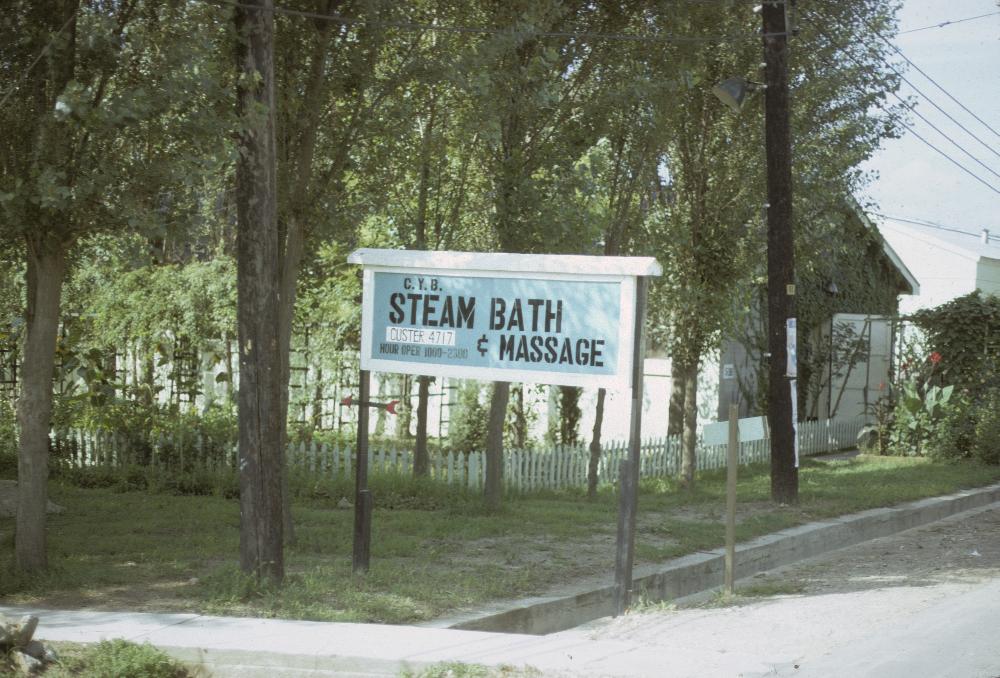 C.Y.B.
STEAM BATH
CUSTER 4717
& MASSAGE
HOUR OPEN 1000-2300